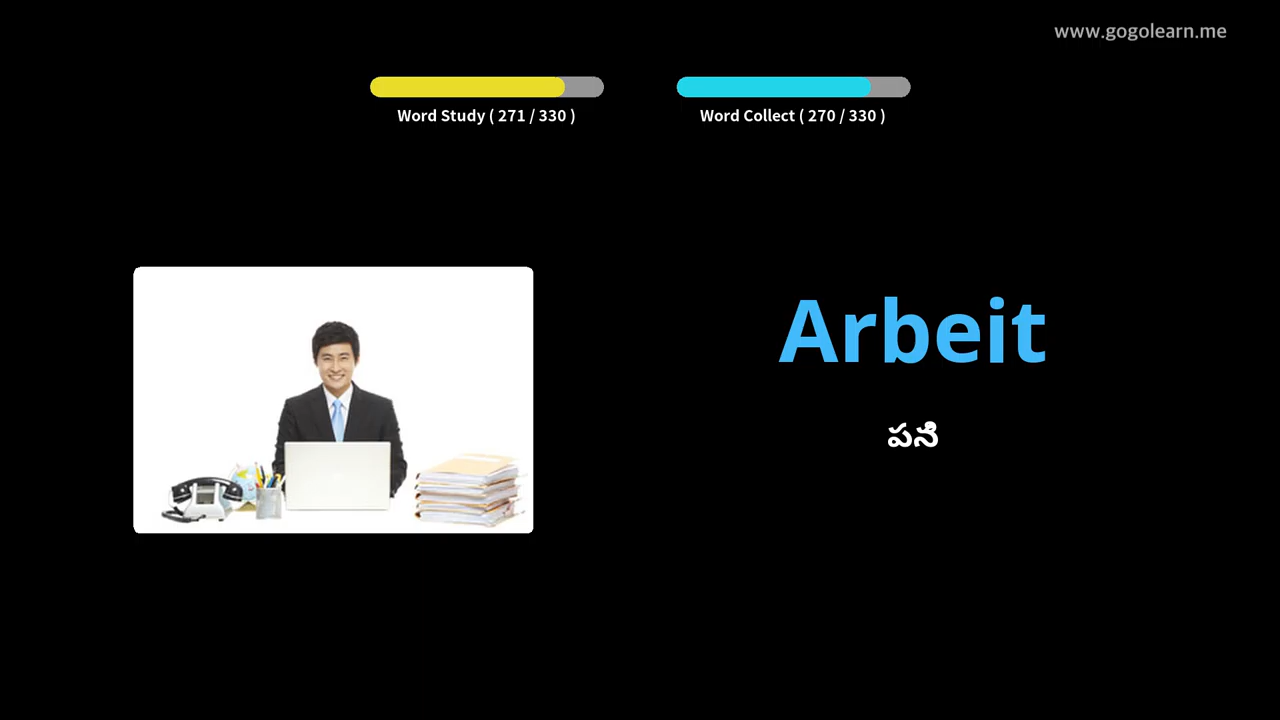 www.gogolearn.me
Word Study ( 271 / 330 )
Word Collect ( 270 / 330 )
Arbeit
పని